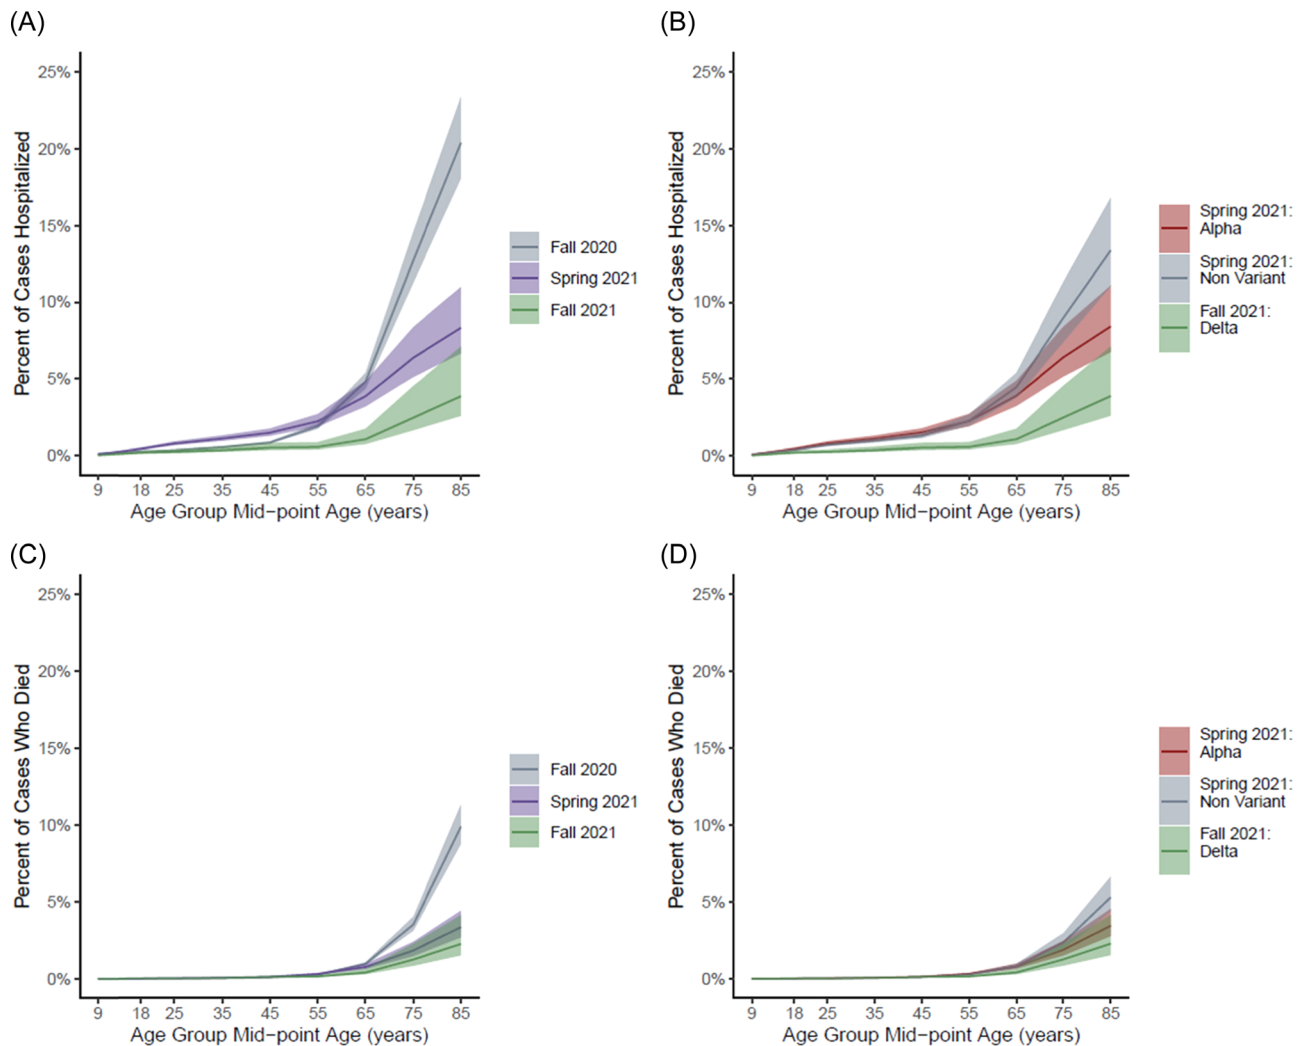 (A)
Percent of Cases Hospitalized
25%
20%
15%
10%
5%
0%
9 18 25 35 45 55 65 75 85
Age Group Mid-point Age (years)
Fall 2020
Spring 2021
Fall 2021
(B)
Percent of Cases Hospitalized
25%
20%
15%
10%
5%
0%
9 18 25 35 45 55 65 75 85
Age Group Mid-point Age (years)
Spring 2021:
Alpha
Spring 2021:
Non Variant
Fall 2021:
Delta
(C)
Percent of Cases Who Died
25%
20%
15%
10%
5%
0%
9 18 25 35 45 55 65 75 85
Age Group Mid-point Age (years)
Fall 2020
Spring 2021
Fall 2021
(D)
Percent of Cases Who Died
25%
20%
15%
10%
5%
0%
9 18 25 35 45 55 65 75 85
Age Group Mid-point Age (years)
Spring 2021:
Alpha
Spring 2021:
Non Variant
Fall 2021:
Delta